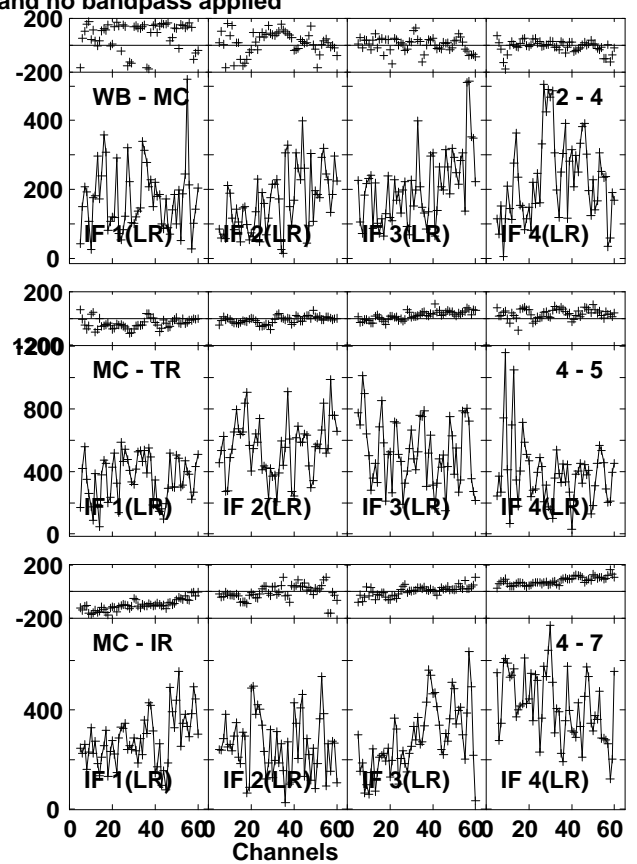 and no bandpass applied
200
-200
WB - MC 2 - 4
400
200
0
IF 1(LR) IF 2(LR) IF 3(LR) IF 4(LR)
200
-200
1200
MC - TR 4 - 5
800
400
0
IF 1(LR) IF 2(LR) IF 3(LR) IF 4(LR)
200
-200
MC - IR 4 - 7
400
0
IF 1(LR) IF 2(LR) IF 3(LR) IF 4(LR)
0 20 40 60 0 20 40 60 0 20 40 60 0 20 40 60
Channels